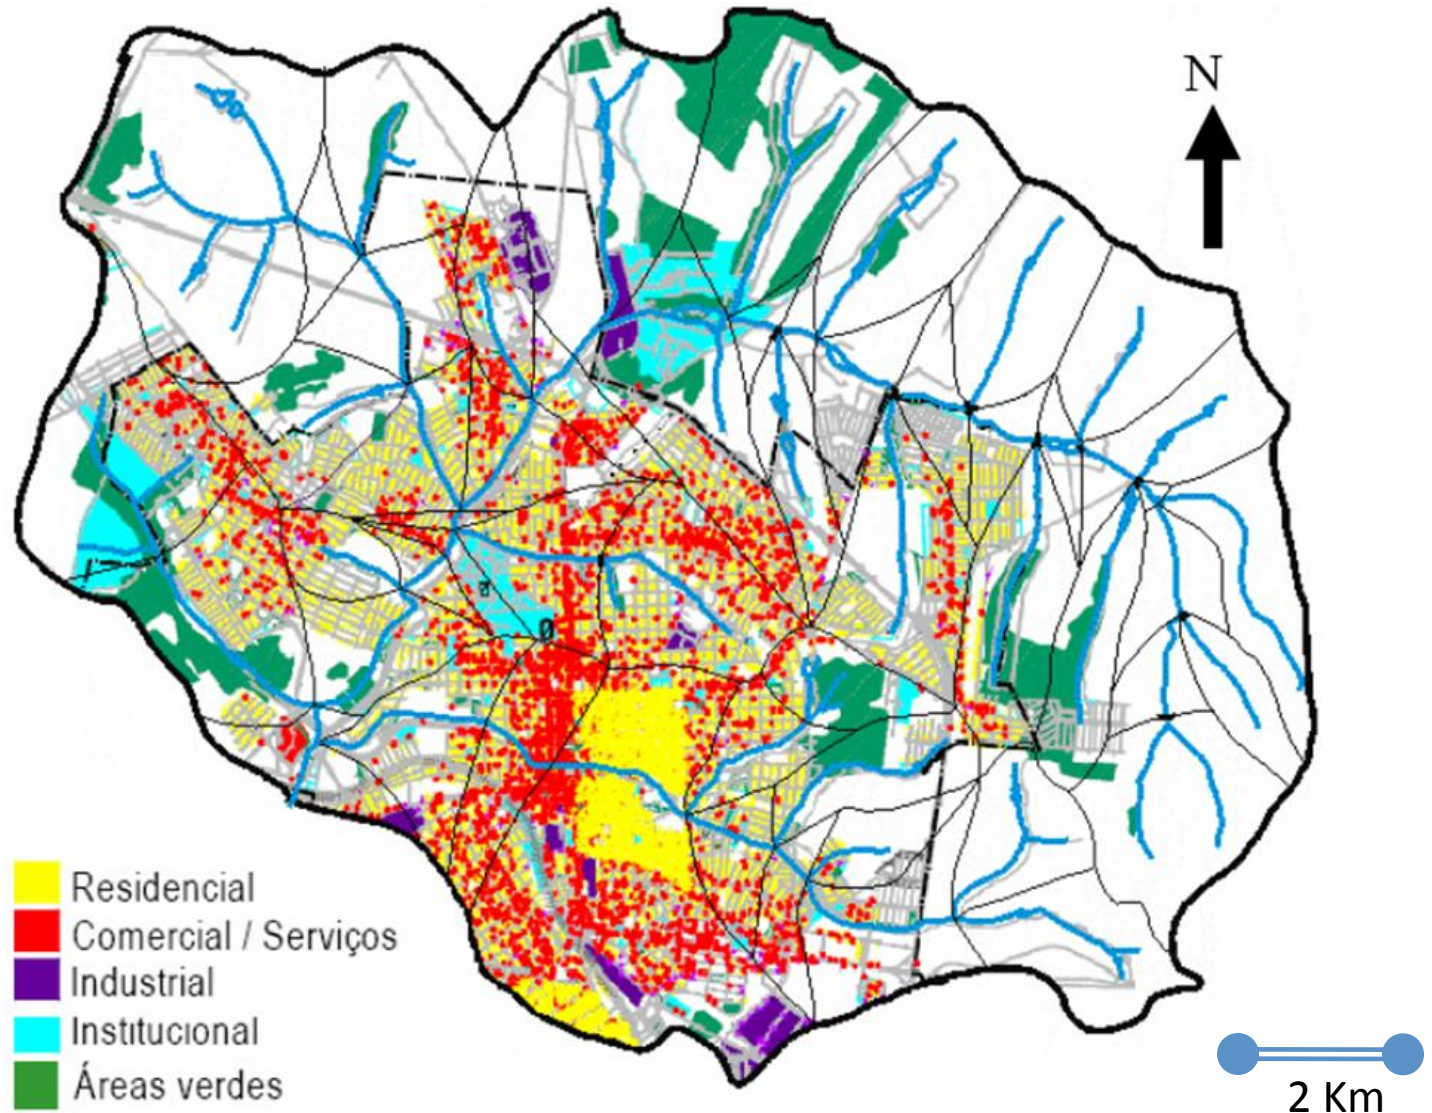 N
Residencial
Comercial / Serviços
Industrial
Institucional
Áreas verdes
2 Km